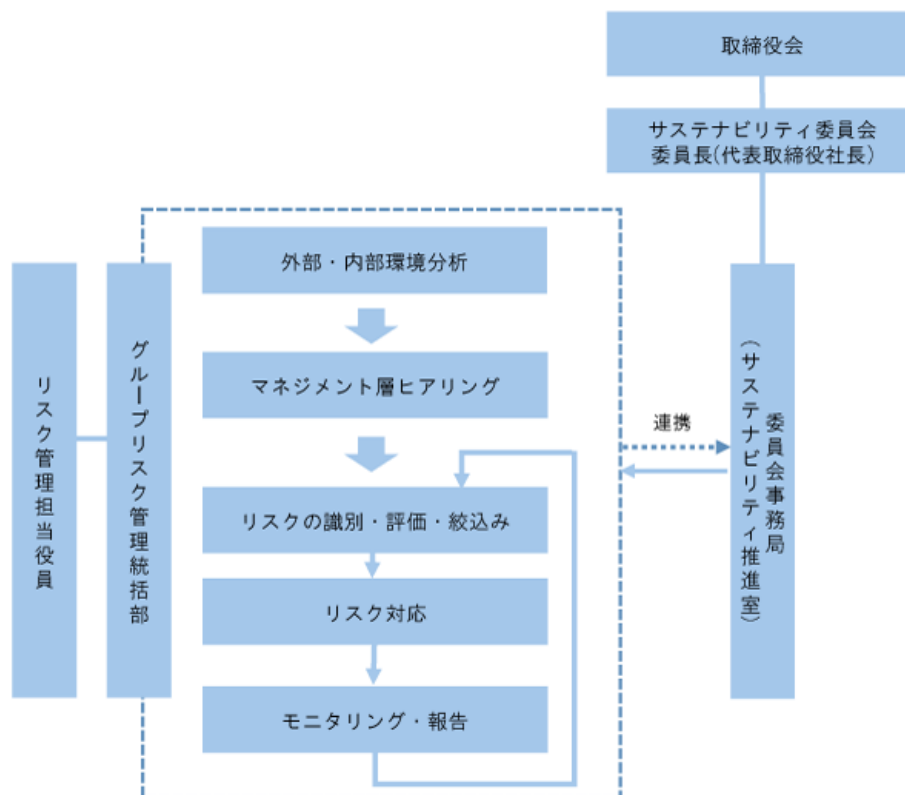 取締役会
サステナビリティ委員会
委員長(代表取締役社長)
外部・内部環境分析
マネジメント層ヒアリング
リスクの識別・評価・絞込み
リスク対応
モニタリング・報告
リスク管理担当役員
グループリスク管理統括部
連携
委員会事務局
(サステナビリティ推進室)